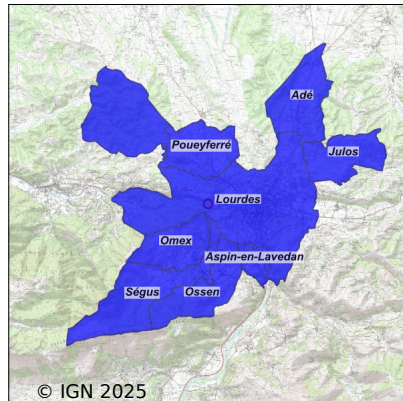 Adé
Poueyferré
Julos
Lourdes
Omex
Aspin-en-Lavedan
Ségus
Ossen
© IGN 2025